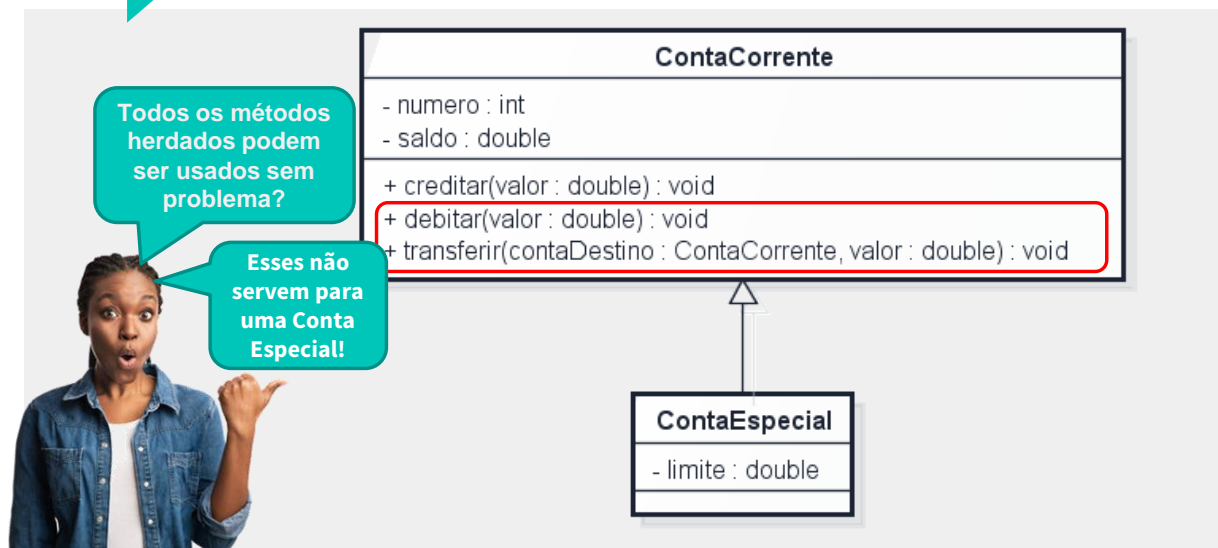 ContaCorrente
- numero : int
- saldo : double
+ creditar(valor : double) : void
+ debitar(valor : double) : void
+ transferir(contaDestino : ContaCorrente, valor : double) : void
Todos os métodos
herdados podem
ser usados sem
problema?
Esses não
servem para
uma Conta
Especial!
ContaEspecial
- limite : double